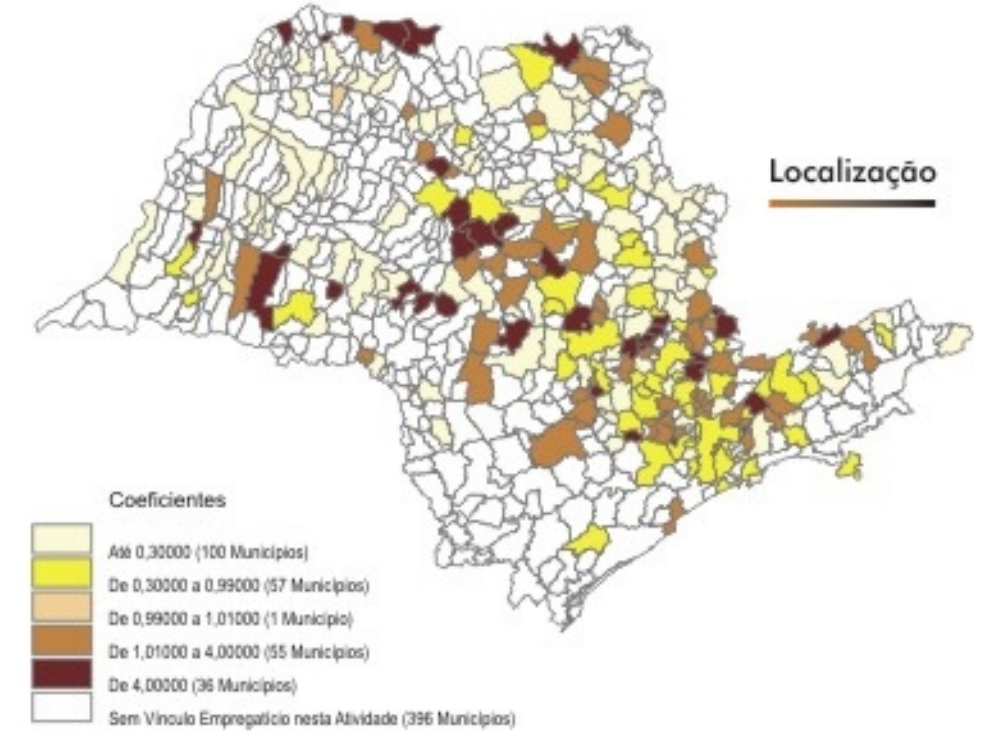 Localização
Coeficientes
Até 0,30000 (100 Municípios)
De 0,30000 a 0,99000 (57 Municípios)
De 0,99000 a 1,01000 (1 Município)
De 1,01000 a 4,00000 (55 Municípios)
De 4,00000 (36 Municípios)
Sem Vínculo Empregatício nesta Atividade (396 Municípios)